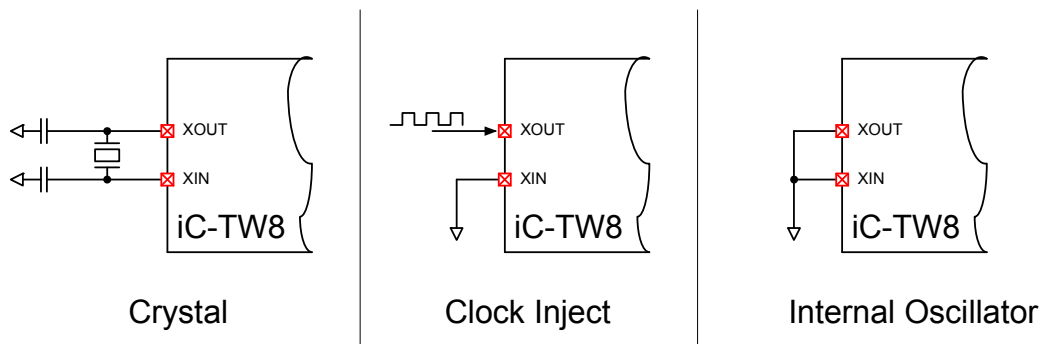 XOUT
XIN
iC-TW8
Crystal
XOUT
XIN
iC-TW8
Clock Inject
XOUT
XIN
iC-TW8
Internal Oscillator